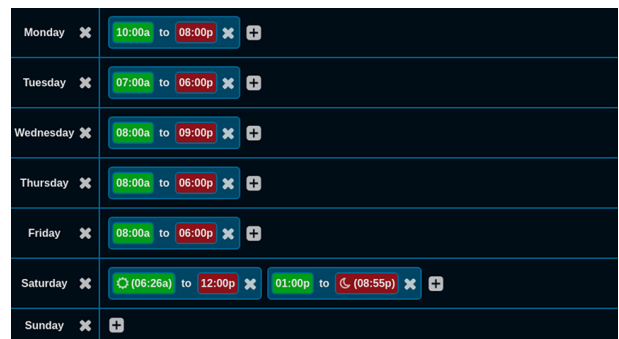 Monday 10:00a to 08:00p
Tuesday 07:00a to 06:00p
Wednesday 08:00a to 09:00p
Thursday 08:00a to 06:00p
Friday 08:00a to 06:00p
Saturday (06:26a) to 12:00p 01:00p to (08:55p)
Sunday